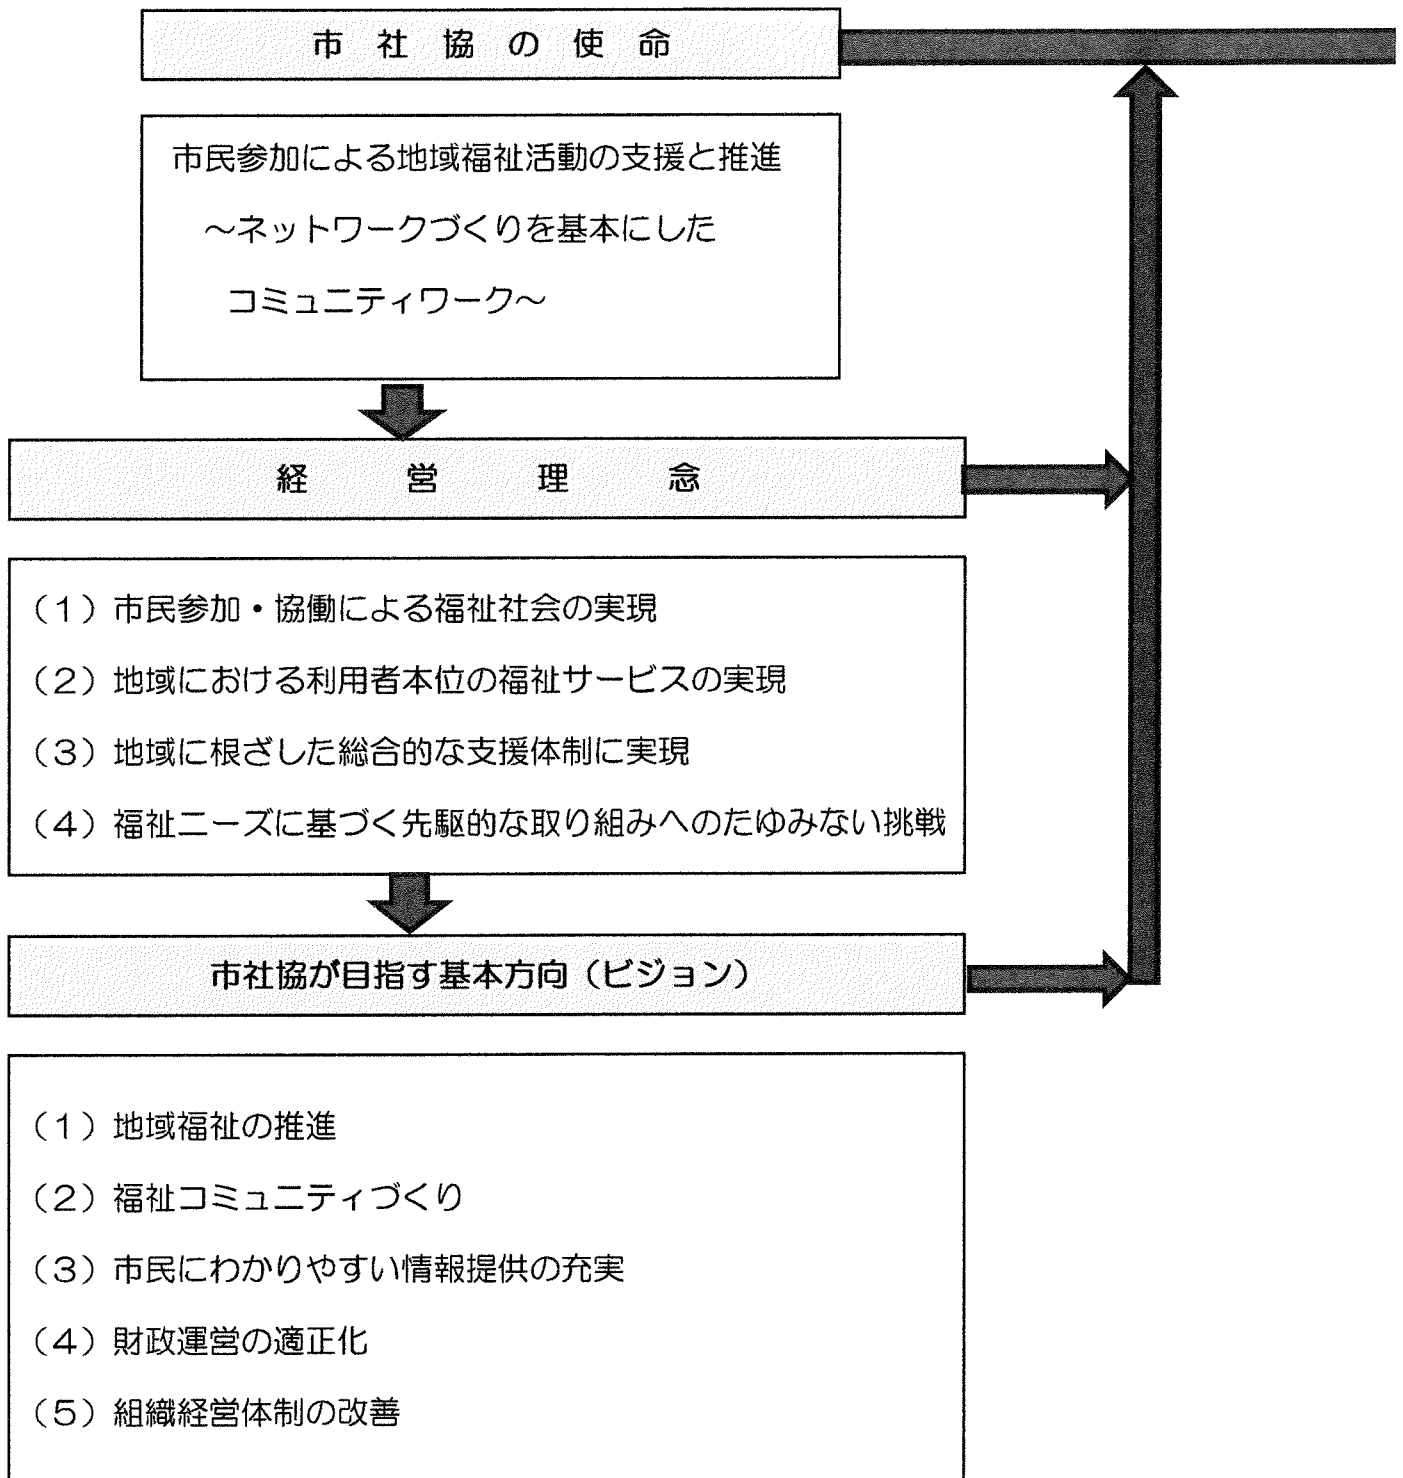 市社協の使命
市民参加による地域福祉活動の支援と推進
～ネットワークづくりを基本にした
コミュニティワーク～
経営理念
（１）市民参加・協働による福祉社会の実現
（２）地域における利用者本位の福祉サービスの実現
（３）地域に根ざした総合的な支援体制に実現
（４）福祉ニーズに基づく先駆的な取り組みへのたゆみない挑戦
市社協が目指す基本方向（ビジョン）
（１）地域福祉の推進
（２）福祉コミュニティづくり
（３）市民にわかりやすい情報提供の充実
（４）財政運営の適正化
（５）組織経営体制の改善